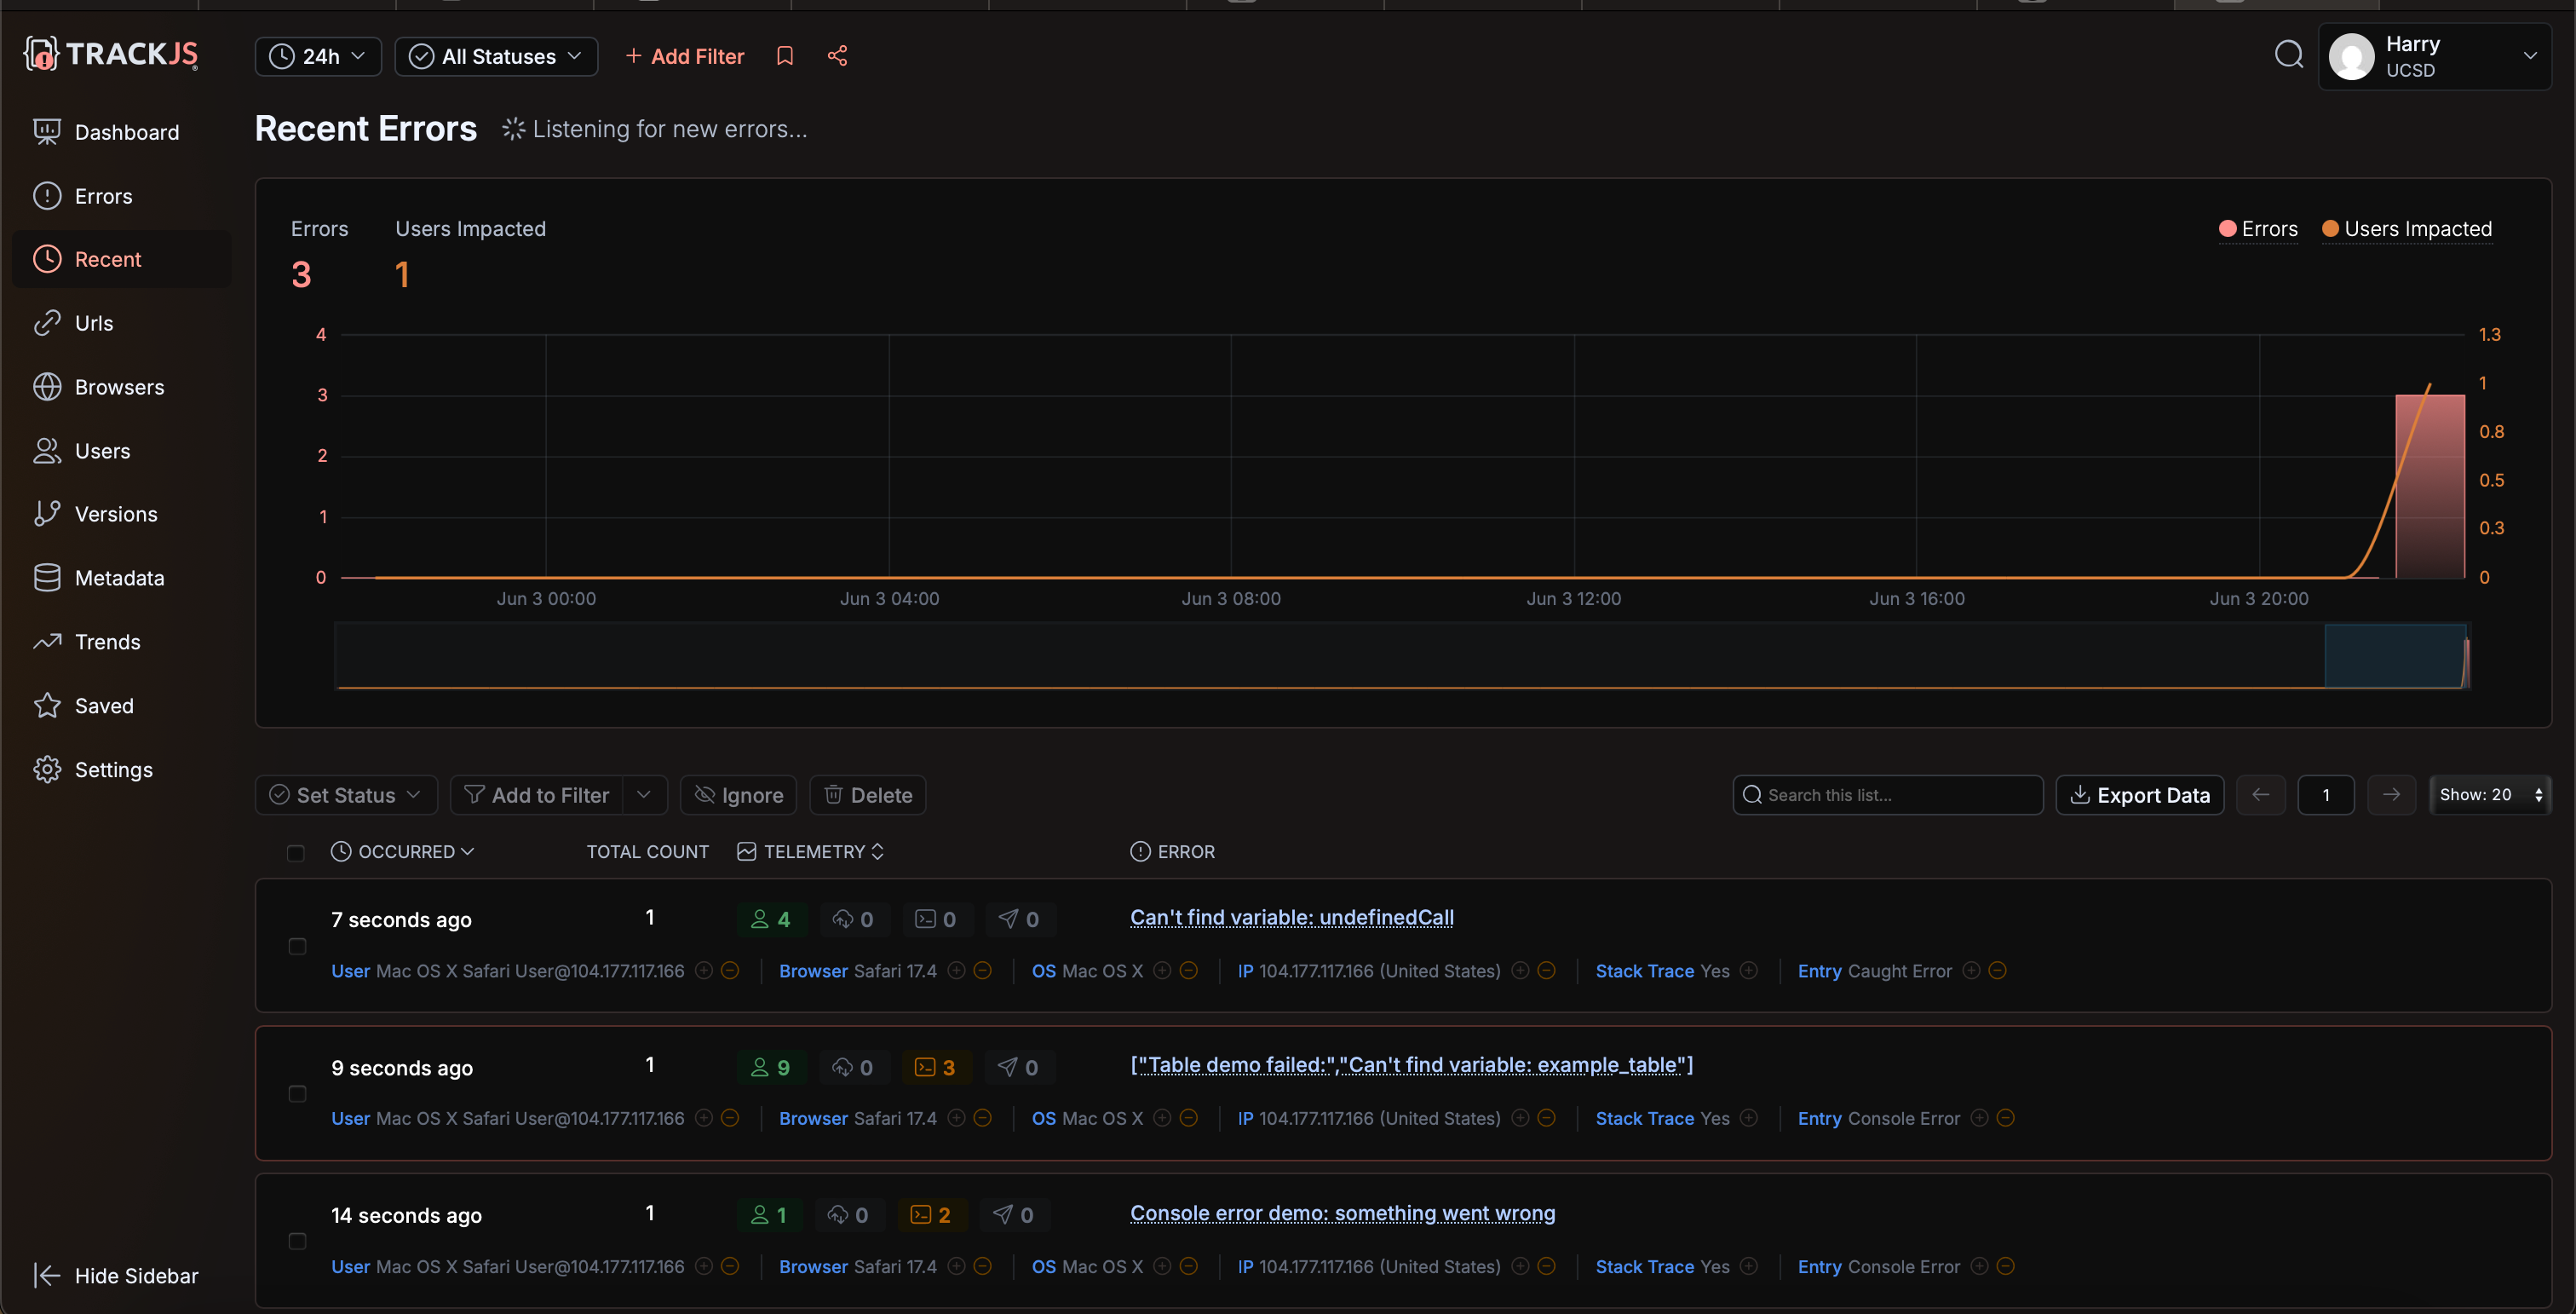 TRACKJS
24h
All Statuses
+ Add Filter
Harry
UCSD
Dashboard
Errors
Recent
Urls
Browsers
Users
Versions
Metadata
Trends
Saved
Settings
Hide Sidebar
Recent Errors
Listening for new errors...
Errors
3
Users Impacted
1
Errors
Users Impacted
4
3
2
1
0
1.3
1
0.8
0.5
0.3
0
Jun 3 00:00
Jun 3 04:00
Jun 3 08:00
Jun 3 12:00
Jun 3 16:00
Jun 3 20:00
Set Status
Add to Filter
Ignore
Delete
Search this list...
Export Data
1
Show: 20
OCCURRED
TOTAL COUNT
TELEMETRY
ERROR
7 seconds ago 1 4 0 0 0 Can't find variable: undefinedCall
User Mac OS X Safari User@104.177.117.166 Browser Safari 17.4 OS Mac OS X IP 104.177.117.166 (United States) Stack Trace Yes Entry Caught Error
9 seconds ago 1 9 0 3 0 ["Table demo failed:","Can't find variable: example_table"]
User Mac OS X Safari User@104.177.117.166 Browser Safari 17.4 OS Mac OS X IP 104.177.117.166 (United States) Stack Trace Yes Entry Console Error
14 seconds ago 1 1 0 2 0 Console error demo: something went wrong
User Mac OS X Safari User@104.177.117.166 Browser Safari 17.4 OS Mac OS X IP 104.177.117.166 (United States) Stack Trace Yes Entry Console Error